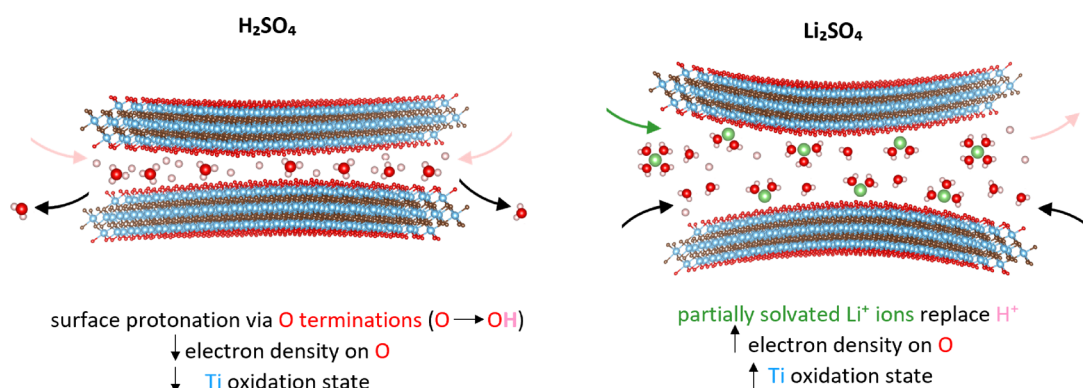 H₂SO₄
surface protonation via O terminations (O → OH)
↓ electron density on O
↓ Ti oxidation state
Li₂SO₄
partially solvated Li⁺ ions replace H⁺
↑ electron density on O
↑ Ti oxidation state